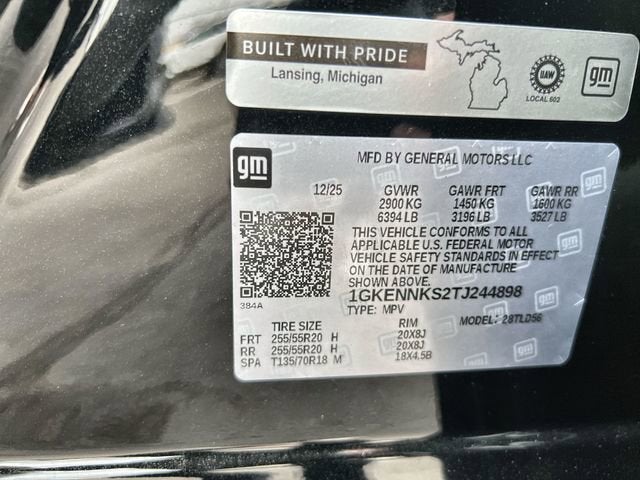 BUILT WITH PRIDE
Lansing, Michigan
UAW
LOCAL 602
gm
gm
MFD BY GENERAL MOTORS LLC
12/25 GVWR GAWR FRT GAWR RR
2900 KG 1450 KG 1600 KG
6394 LB 3196 LB 3527 LB
THIS VEHICLE CONFORMS TO ALL
APPLICABLE U.S. FEDERAL MOTOR
VEHICLE SAFETY STANDARDS IN EFFECT
ON THE DATE OF MANUFACTURE
SHOWN ABOVE.
1GKENNKS2TJ244898
TYPE: MPV MODEL: 28TLD56
384A
TIRE SIZE RIM
FRT 255/55R20 H 20X8J
RR 255/55R20 H 20X8J
SPA T135/70R18 M 18X4.5B